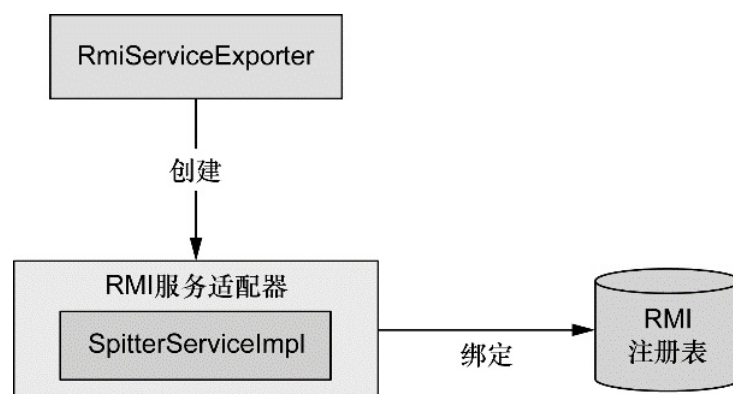 RmiServiceExporter
创建
RMI服务适配器
SpitterServiceImpl
绑定
RMI
注册表